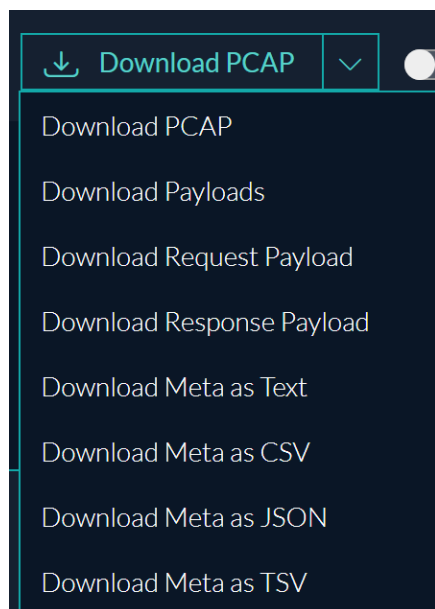 Download PCAP
Download PCAP
Download Payloads
Download Request Payload
Download Response Payload
Download Meta as Text
Download Meta as CSV
Download Meta as JSON
Download Meta as TSV